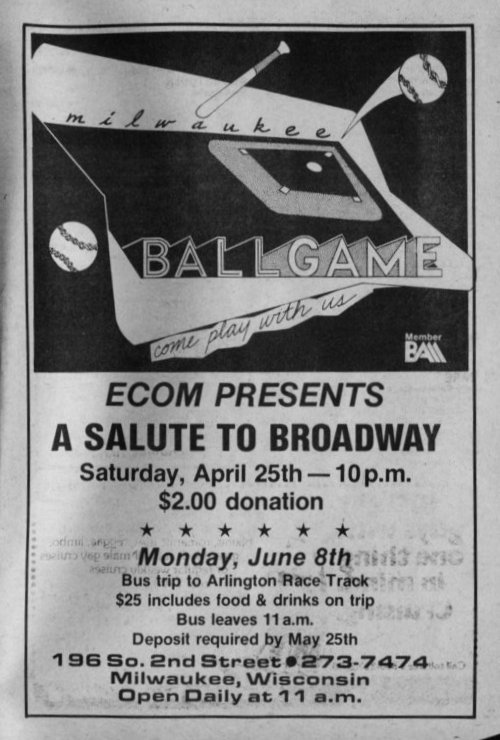 milwaukee
BALLGAME
come play with us
Member
BAM
ECOM PRESENTS
A SALUTE TO BROADWAY
Saturday, April 25th — 10 p.m.
$2.00 donation
★ ★ ★ ★ ★ ★
Monday, June 8th
Bus trip to Arlington Race Track
$25 includes food & drinks on trip
Bus leaves 11 a.m.
Deposit required by May 25th
196 So. 2nd Street ● 273-7474
Milwaukee, Wisconsin
Open Daily at 11 a.m.